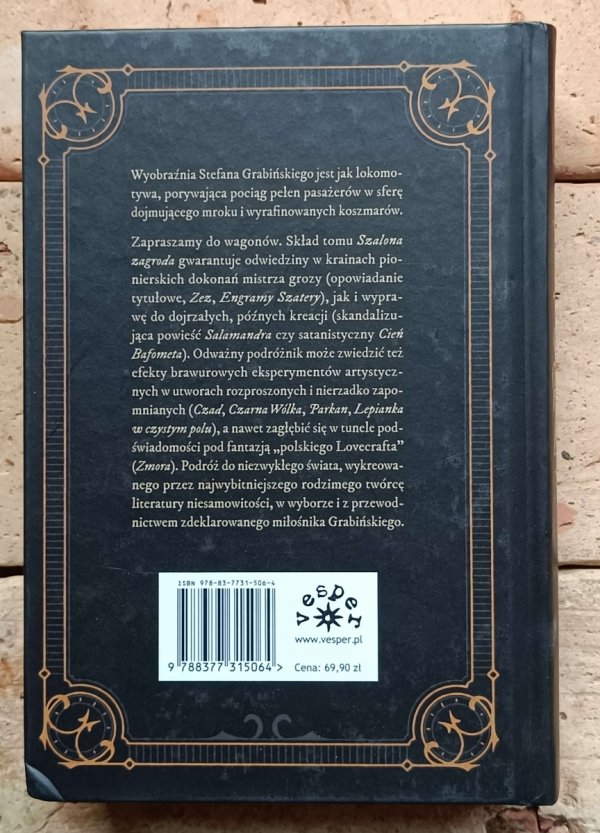 Wyobraźnia Stefana Grabińskiego jest jak lokomo-
tywa, porywająca pociąg pełen pasażerów w sferę
dojmującego mroku i wyrafinowanych koszmarów.
Zapraszamy do wagonów. Skład tomu Szalona
zagroda gwarantuje odwiedziny w krainach pio-
nierskich dokonań mistrza grozy (opowiadanie
tytułowe, Zez, Engramy Szatery), jak i wypra-
wę do dojrzałych, późnych kreacji (skandalizu-
jąca powieść Salamandra czy satanistyczny Cień
Bafometa). Odważny podróżnik może zwiedzić też
efekty brawurowych eksperymentów artystycz-
nych w utworach rozproszonych i nierzadko zapo-
mnianych (Czad, Czarna Wólka, Parkan, Lepianka
w czystym polu), a nawet zagłębić się w tunele pod-
świadomości pod fantazją „polskiego Lovecrafta”
(Zmora). Podróż do niezwykłego świata, wykreowa-
nego przez najwybitniejszego rodzimego twórcę
literatury niesamowitości, w wyborze i z przewod-
nictwem zdeklarowanego miłośnika Grabińskiego.
ISBN 978-83-7731-506-4
9 788377 315064 >
vesper
www.vesper.pl
Cena: 69,90 zł